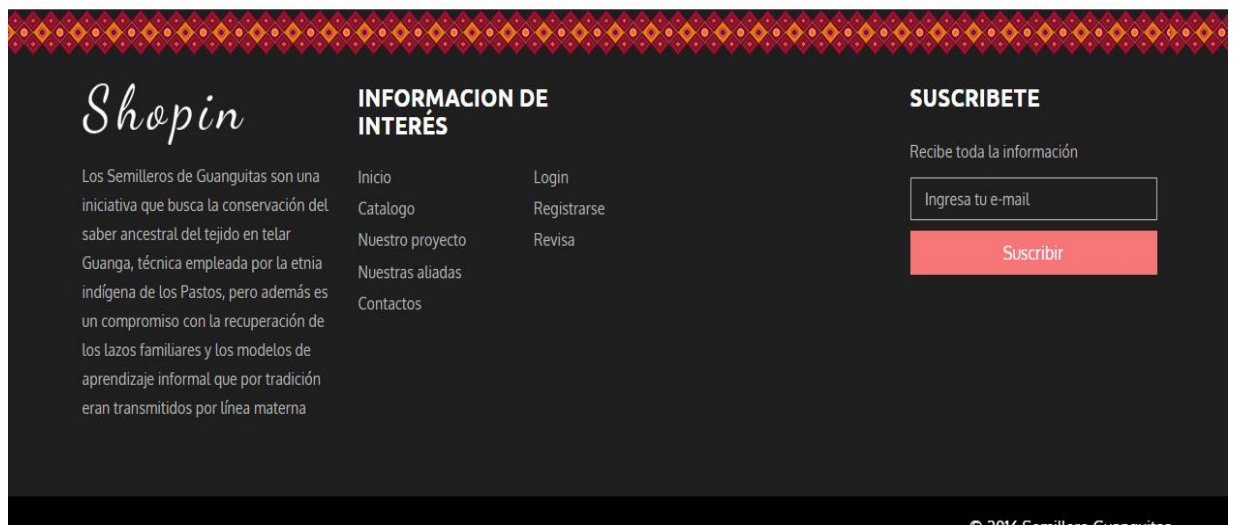 Shopin
Los Semilleros de Guanguitas son una
iniciativa que busca la conservación del
saber ancestral del tejido en telar
Guanga, técnica empleada por la etnia
indígena de los Pastos, pero además es
un compromiso con la recuperación de
los lazos familiares y los modelos de
aprendizaje informal que por tradición
eran transmitidos por línea materna
INFORMACION DE
INTERÉS
Inicio
Catalogo
Nuestro proyecto
Nuestras aliadas
Contactos
Login
Registrarse
Revisa
SUSCRIBETE
Recibe toda la información
Ingresa tu e-mail
Suscribir
© 2016 Semillero Guanguitas